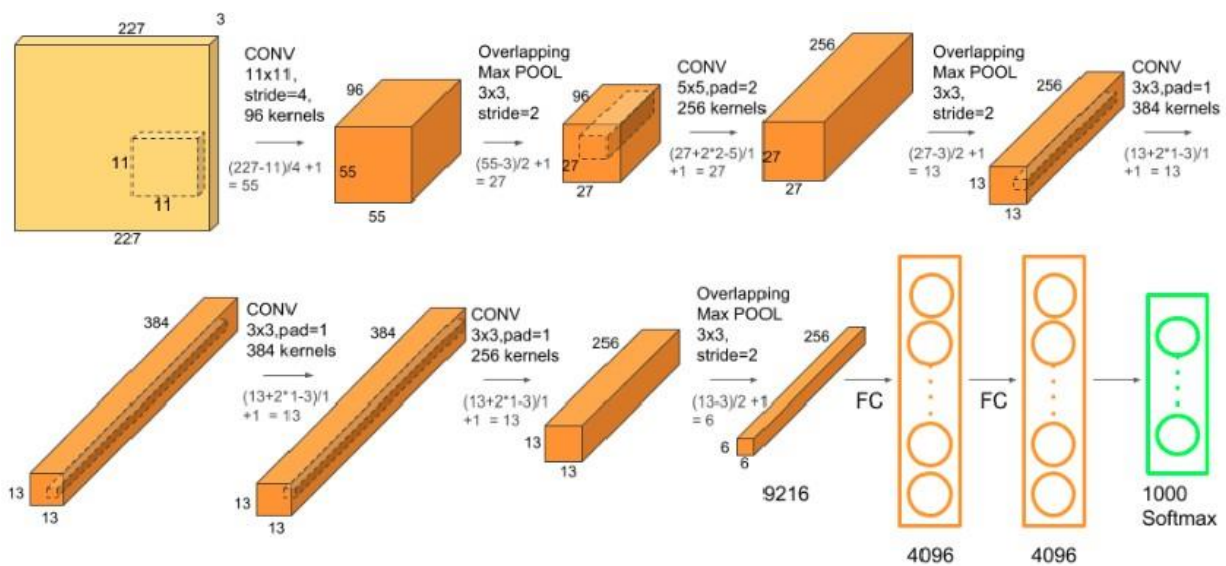 227
3
CONV
11x11,
stride=4,
96 kernels
(227-11)/4 +1
= 55
11
11
227
96
55
55
Overlapping
Max POOL
3x3,
stride=2
(55-3)/2 +1
= 27
96
27
27
CONV
5x5,pad=2
256 kernels
(27+2*2-5)/1
+1 = 27
256
27
27
Overlapping
Max POOL
3x3,
stride=2
(27-3)/2 +1
= 13
256
13
13
CONV
3x3,pad=1
384 kernels
(13+2*1-3)/1
+1 = 13
384
13
13
CONV
3x3,pad=1
384 kernels
(13+2*1-3)/1
+1 = 13
384
13
13
CONV
3x3,pad=1
256 kernels
(13+2*1-3)/1
+1 = 13
256
13
13
Overlapping
Max POOL
3x3,
stride=2
(13-3)/2 +1
= 6
256
6
6
9216
FC
4096
FC
4096
1000
Softmax